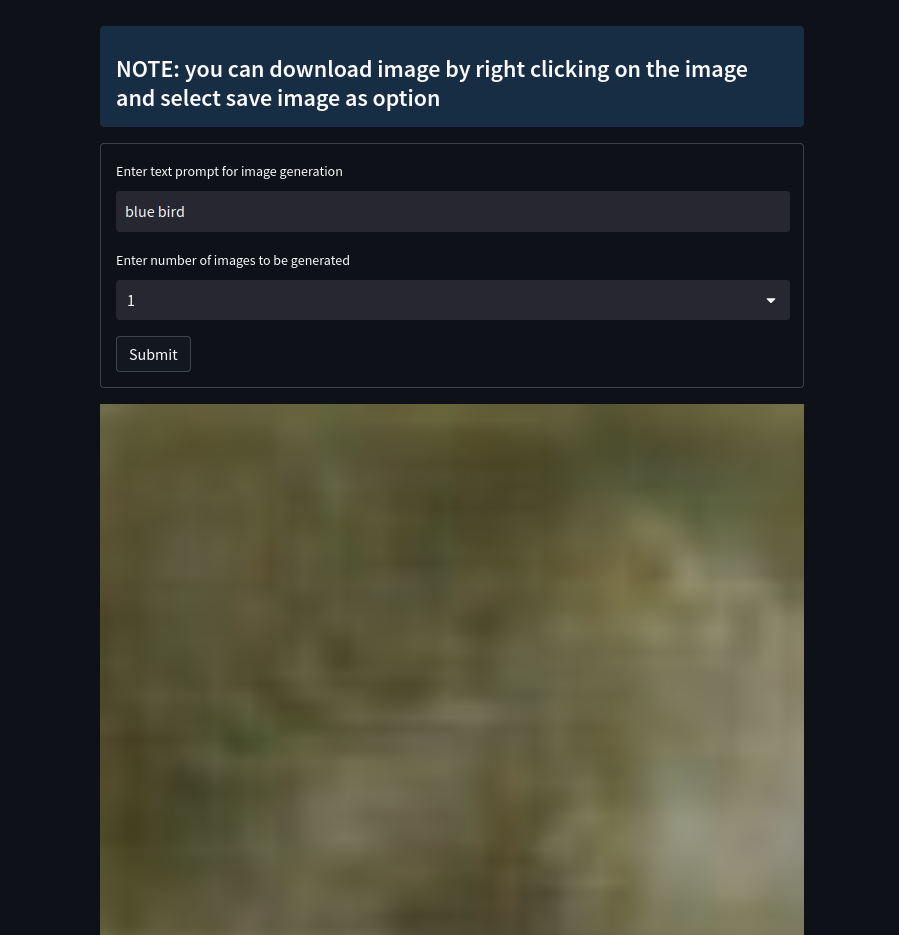 NOTE: you can download image by right clicking on the image
and select save image as option
Enter text prompt for image generation
blue bird
Enter number of images to be generated
1
Submit